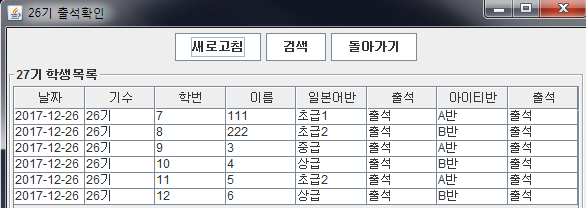 26기 출석확인
새로고침 검색 돌아가기
27기 학생목록
날짜 기수 학번 이름 일본어반 출석 아이티반 출석
2017-12-26 26기 7 111 초급1 출석 A반 출석
2017-12-26 26기 8 222 초급2 출석 B반 출석
2017-12-26 26기 9 3 중급 출석 A반 출석
2017-12-26 26기 10 4 상급 출석 B반 출석
2017-12-26 26기 11 5 초급2 출석 A반 출석
2017-12-26 26기 12 6 상급 출석 B반 출석